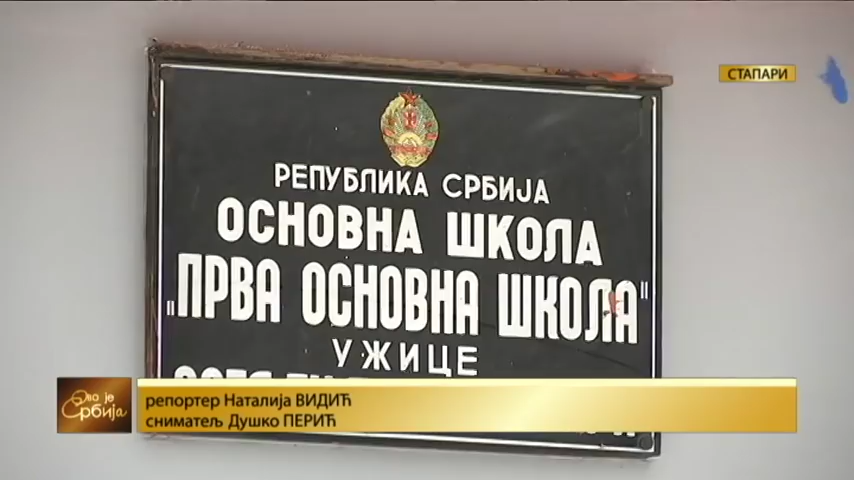 СТАПАРИ
РЕПУБЛИКА СРБИЈА
ОСНОВНА ШКОЛА
„ПРВА ОСНОВНА ШКОЛА"
УЖИЦЕ
Ово је
Србија
репортер Наталија ВИДИЋ
сниматељ Душко ПЕРИЋ